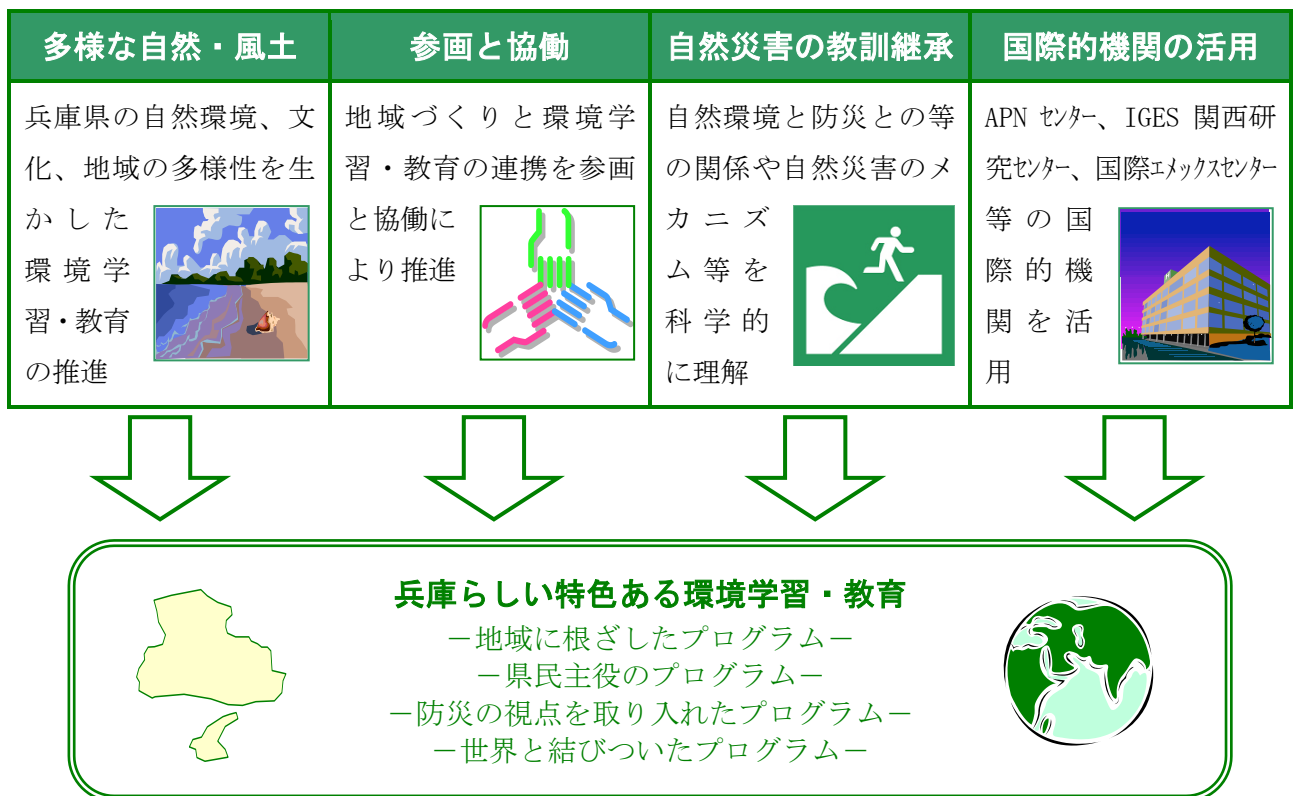 多様な自然・風土
兵庫県の自然環境、文
化、地域の多様性を生
かした
環境学
習・教育
の推進
参画と協働
地域づくりと環境学
習・教育の連携を参画
と協働に
より推進
自然災害の教訓継承
自然環境と防災との等
の関係や自然災害のメ
カニズ
ム等を
科学的
に理解
国際的機関の活用
APN ｾﾝﾀｰ、IGES 関西研
究ｾﾝﾀｰ、国際ｴﾒｯｸｽｾﾝﾀｰ
等の国
際的機
関を活
用
兵庫らしい特色ある環境学習・教育
－地域に根ざしたプログラム－
－県民主役のプログラム－
－防災の視点を取り入れたプログラム－
－世界と結びついたプログラム－